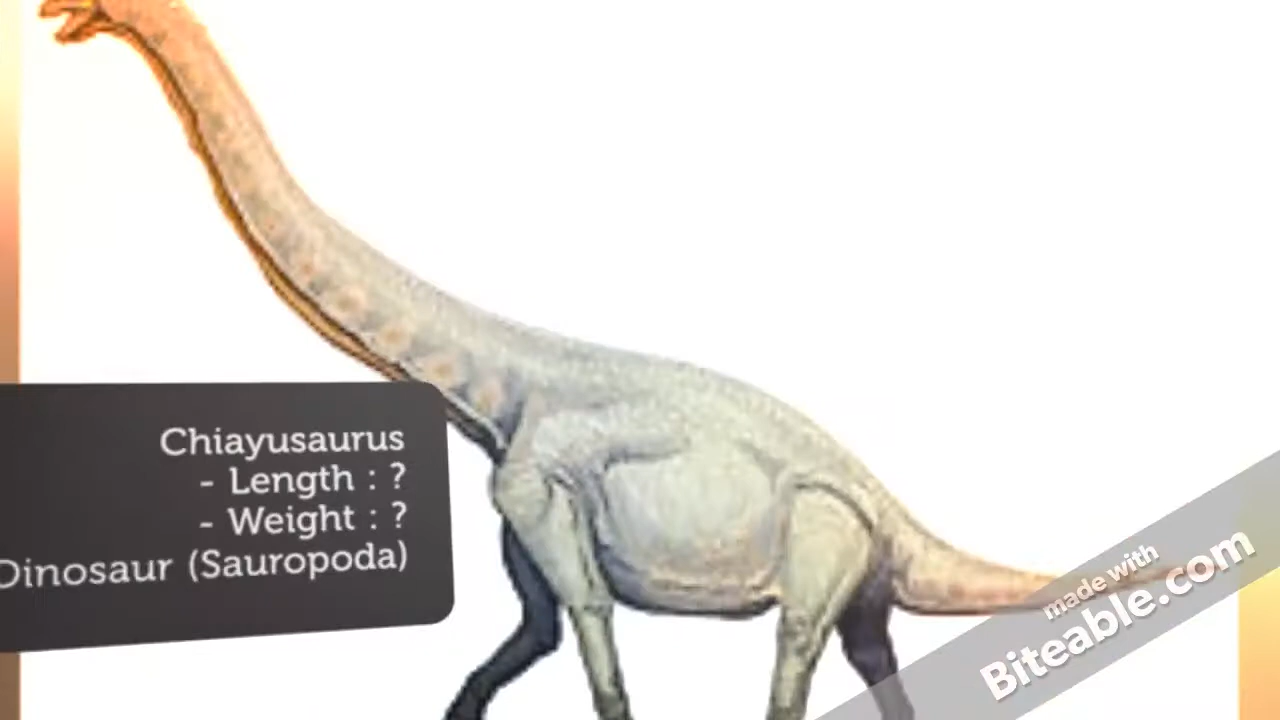 Chiayusaurus
- Length : ?
- Weight : ?
Dinosaur (Sauropoda)
made with
Biteable.com